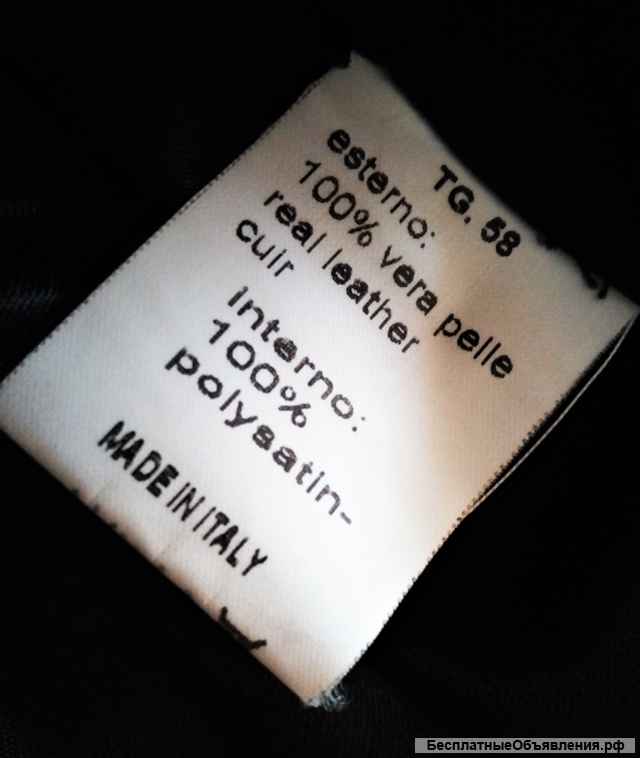 TG. 58
esterno:
100% vera pelle
real leather
cuir
interno:
100%
polysatin-
MADE IN ITALY
БесплатныеОбъявления.рф